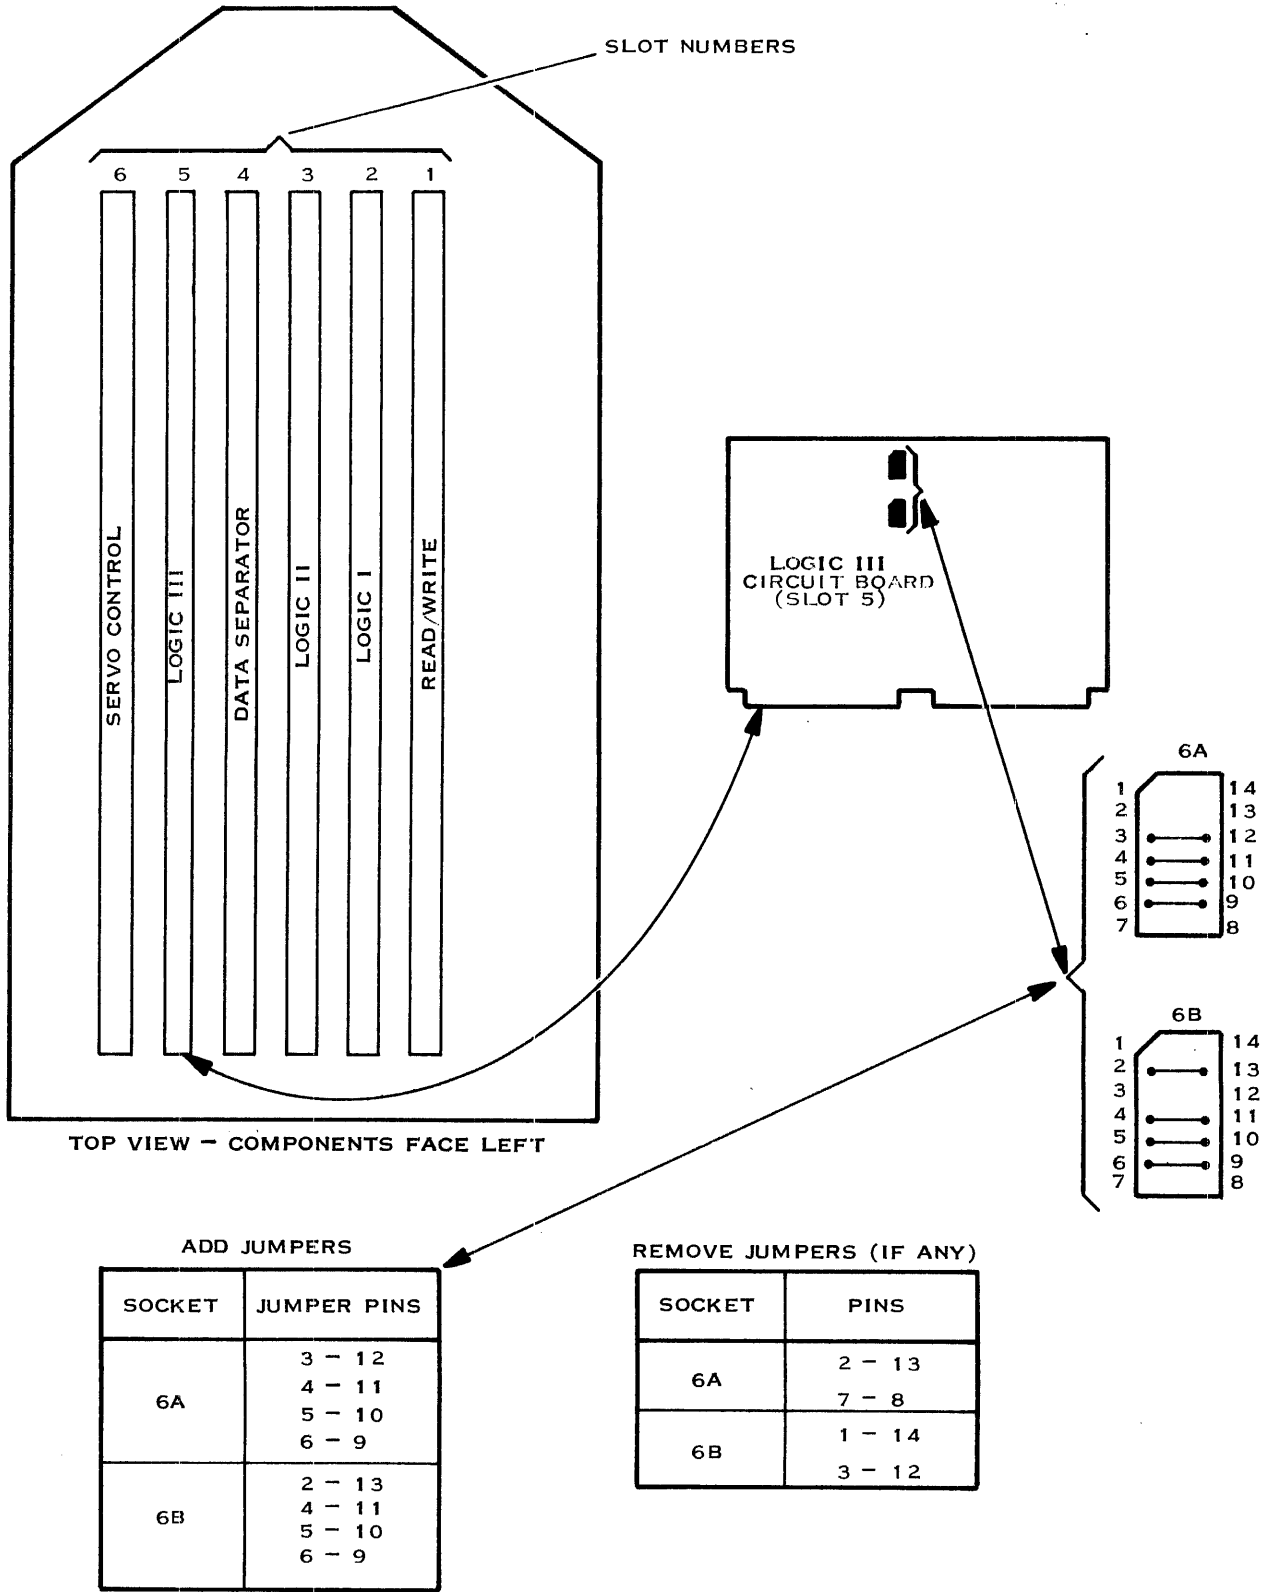 SLOT NUMBERS
6 5 4 3 2 1
SERVO CONTROL
LOGIC III
DATA SEPARATOR
LOGIC II
LOGIC I
READ/WRITE
TOP VIEW - COMPONENTS FACE LEFT
LOGIC III
CIRCUIT BOARD
(SLOT 5)
6A
1 14
2 13
3 12
4 11
5 10
6 9
7 8
6B
1 14
2 13
3 12
4 11
5 10
6 9
7 8
ADD JUMPERS
SOCKET JUMPER PINS
6A
3 - 12
4 - 11
5 - 10
6 - 9
6B
2 - 13
4 - 11
5 - 10
6 - 9
REMOVE JUMPERS (IF ANY)
SOCKET PINS
6A
2 - 13
7 - 8
6B
1 - 14
3 - 12